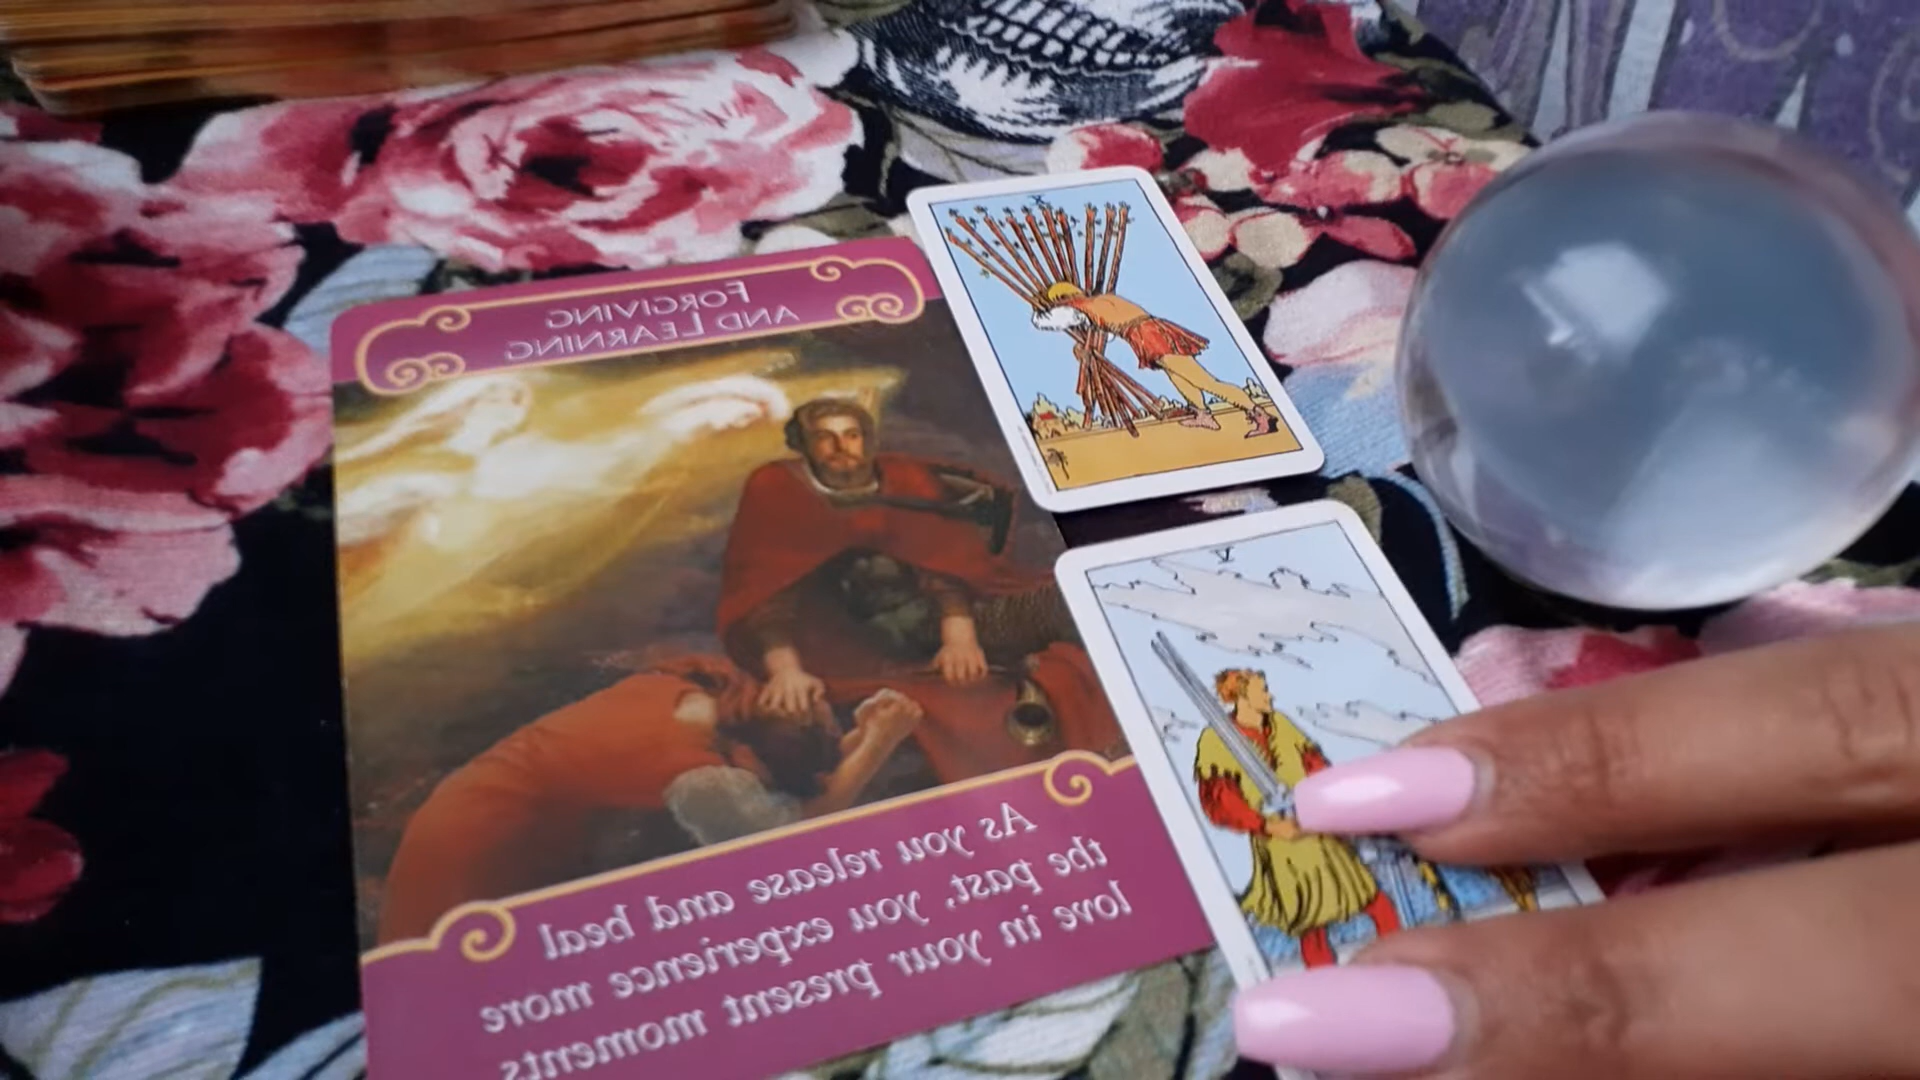 FORGIVING
AND LEARNING
X
V
As you release and heal
the past, you experience more
love in your present moments